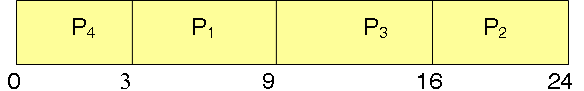 P₄ P₁ P₃ P₂
0 3 9 16 24